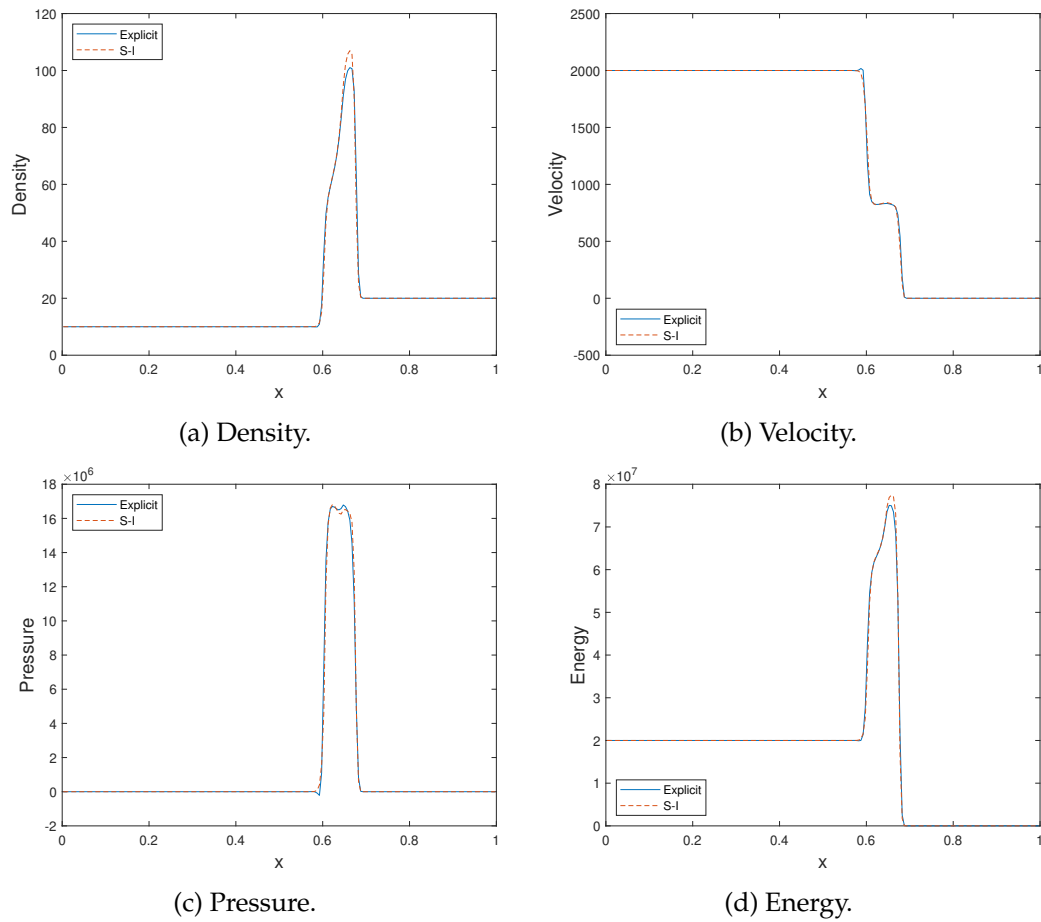 120
100
80
60
40
20
0
Density
Explicit
S-I
0 0.2 0.4 0.6 0.8 1
x
(a) Density.
2500
2000
1500
1000
500
0
-500
Velocity
Explicit
S-I
0 0.2 0.4 0.6 0.8 1
x
(b) Velocity.
×10⁶
18
16
14
12
10
8
6
4
2
0
-2
Pressure
Explicit
S-I
0 0.2 0.4 0.6 0.8 1
x
(c) Pressure.
×10⁷
8
7
6
5
4
3
2
1
0
Energy
Explicit
S-I
0 0.2 0.4 0.6 0.8 1
x
(d) Energy.